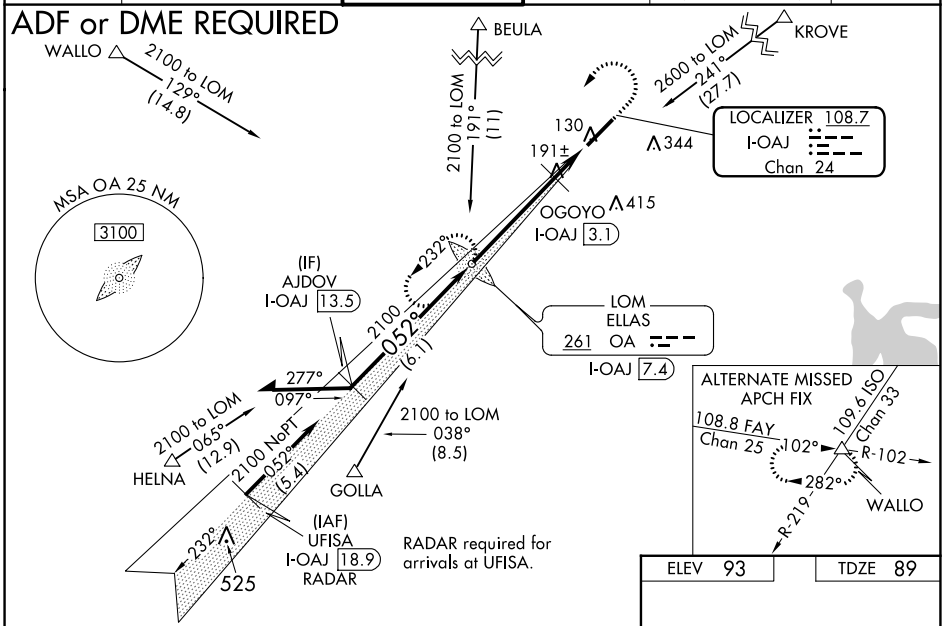 ADF or DME REQUIRED
WALLO
2100 to LOM
129°
(14.8)
BEULA
2100 to LOM
191°
(11)
KROVE
2600 to LOM
241°
(27.7)
LOCALIZER 108.7
I-OAJ
Chan 24
130
344
191±
415
OGOYO
I-OAJ 3.1
MSA OA 25 NM
3100
232°
(IF)
AJDOV
I-OAJ 13.5
2100
052°
(6.1)
LOM
ELLAS
261 OA
I-OAJ 7.4
277°
097°
2100 to LOM
065°
(12.9)
HELNA
2100 NoPT
052°
(5.4)
2100 to LOM
038°
(8.5)
GOLLA
(IAF)
UFISA
I-OAJ 18.9
RADAR
RADAR required for
arrivals at UFISA.
232°
525
ALTERNATE MISSED
APCH FIX
109.6 ISO
Chan 33
108.8 FAY
Chan 25
102°
R-102
282°
WALLO
R-219
ELEV 93
TDZE 89